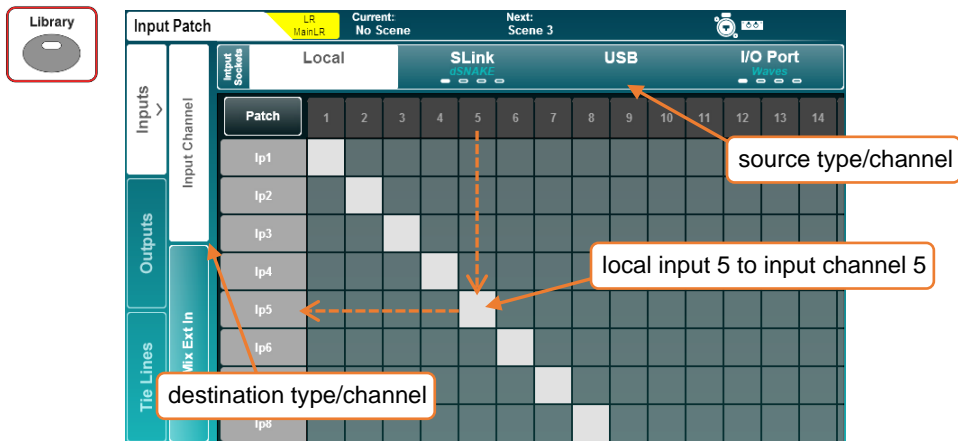 Library
Input Patch
LR
MainLR
Current:
No Scene
Next:
Scene 3
Intput
Sockets
Local
SLink
dSNAKE
USB
I/O Port
Waves
Inputs >
Input Channel
Patch
1 2 3 4 5 6 7 8 9 10 11 12 13 14
source type/channel
Ip1
Ip2
Ip3
Outputs
Ip4
local input 5 to input channel 5
Ip5
Mix Ext In
Ip6
Tie Lines
destination type/channel
Ip8